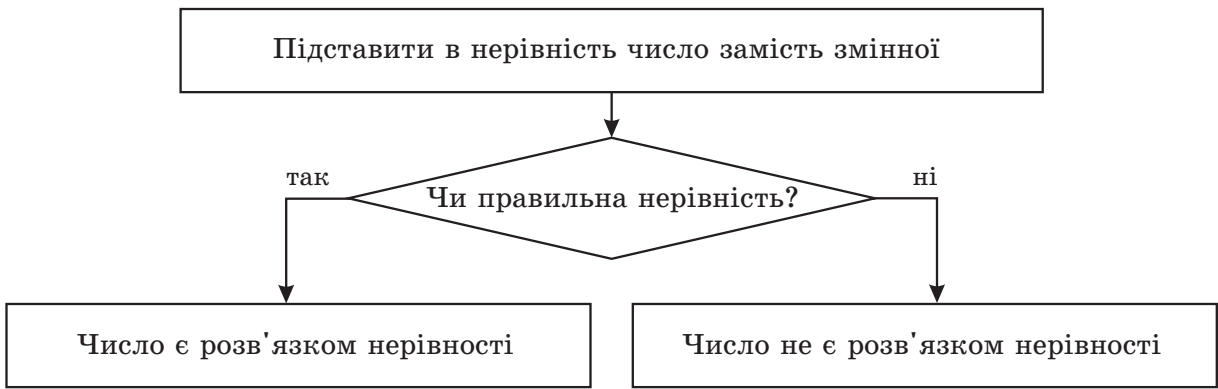 Підставити в нерівність число замість змінної
так
ні
Чи правильна нерівність?
Число є розв'язком нерівності
Число не є розв'язком нерівності